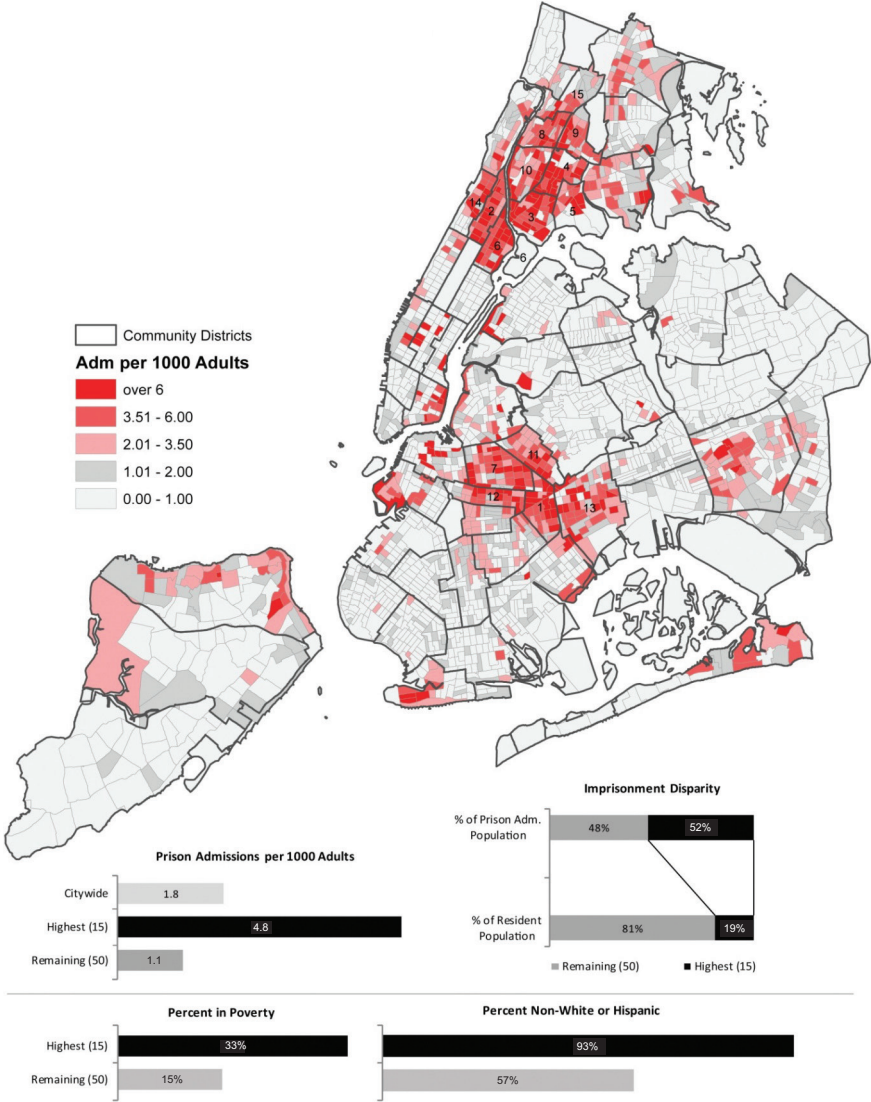 15
8
9
4
10
14
2
3
5
6
6
Community Districts
Adm per 1000 Adults
over 6
3.51 - 6.00
2.01 - 3.50
1.01 - 2.00
0.00 - 1.00
11
7
12
1
13
Imprisonment Disparity
% of Prison Adm.
Population
48%
52%
% of Resident
Population
81%
19%
Remaining (50)
Highest (15)
Prison Admissions per 1000 Adults
Citywide
1.8
Highest (15)
4.8
Remaining (50)
1.1
Percent in Poverty
Highest (15)
33%
Remaining (50)
15%
Percent Non-White or Hispanic
93%
57%